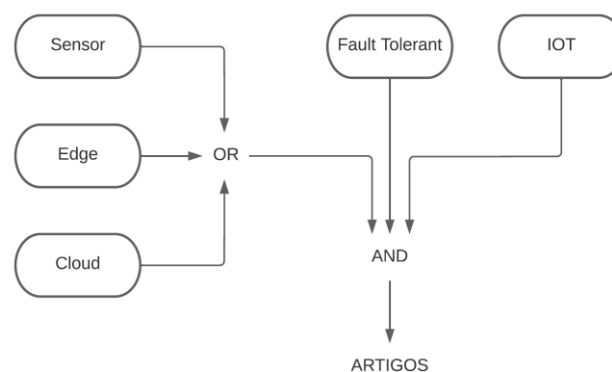 Sensor
Fault Tolerant
IOT
Edge
OR
Cloud
AND
ARTIGOS